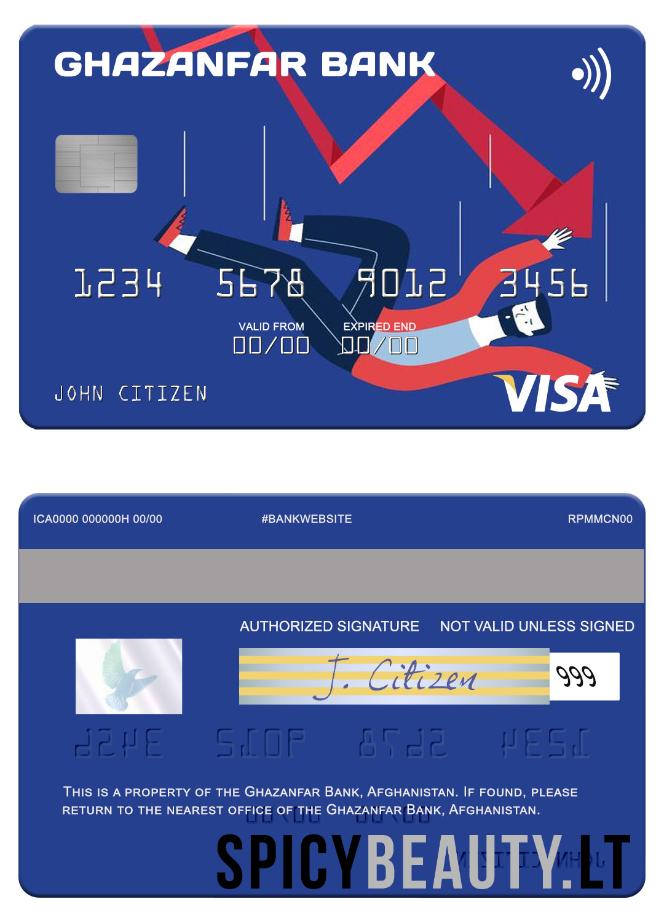 GHAZANFAR BANK
1234 5678 9012 3456
VALID FROM EXPIRED END
00/00 00/00
JOHN CITIZEN
VISA
ICA0000 000000H 00/00 #BANKWEBSITE RPMMCN00
AUTHORIZED SIGNATURE NOT VALID UNLESS SIGNED
J. Citizen 999
THIS IS A PROPERTY OF THE GHAZANFAR BANK, AFGHANISTAN. IF FOUND, PLEASE
RETURN TO THE NEAREST OFFICE OF THE GHAZANFAR BANK, AFGHANISTAN.
SPICYBEAUTY.LT